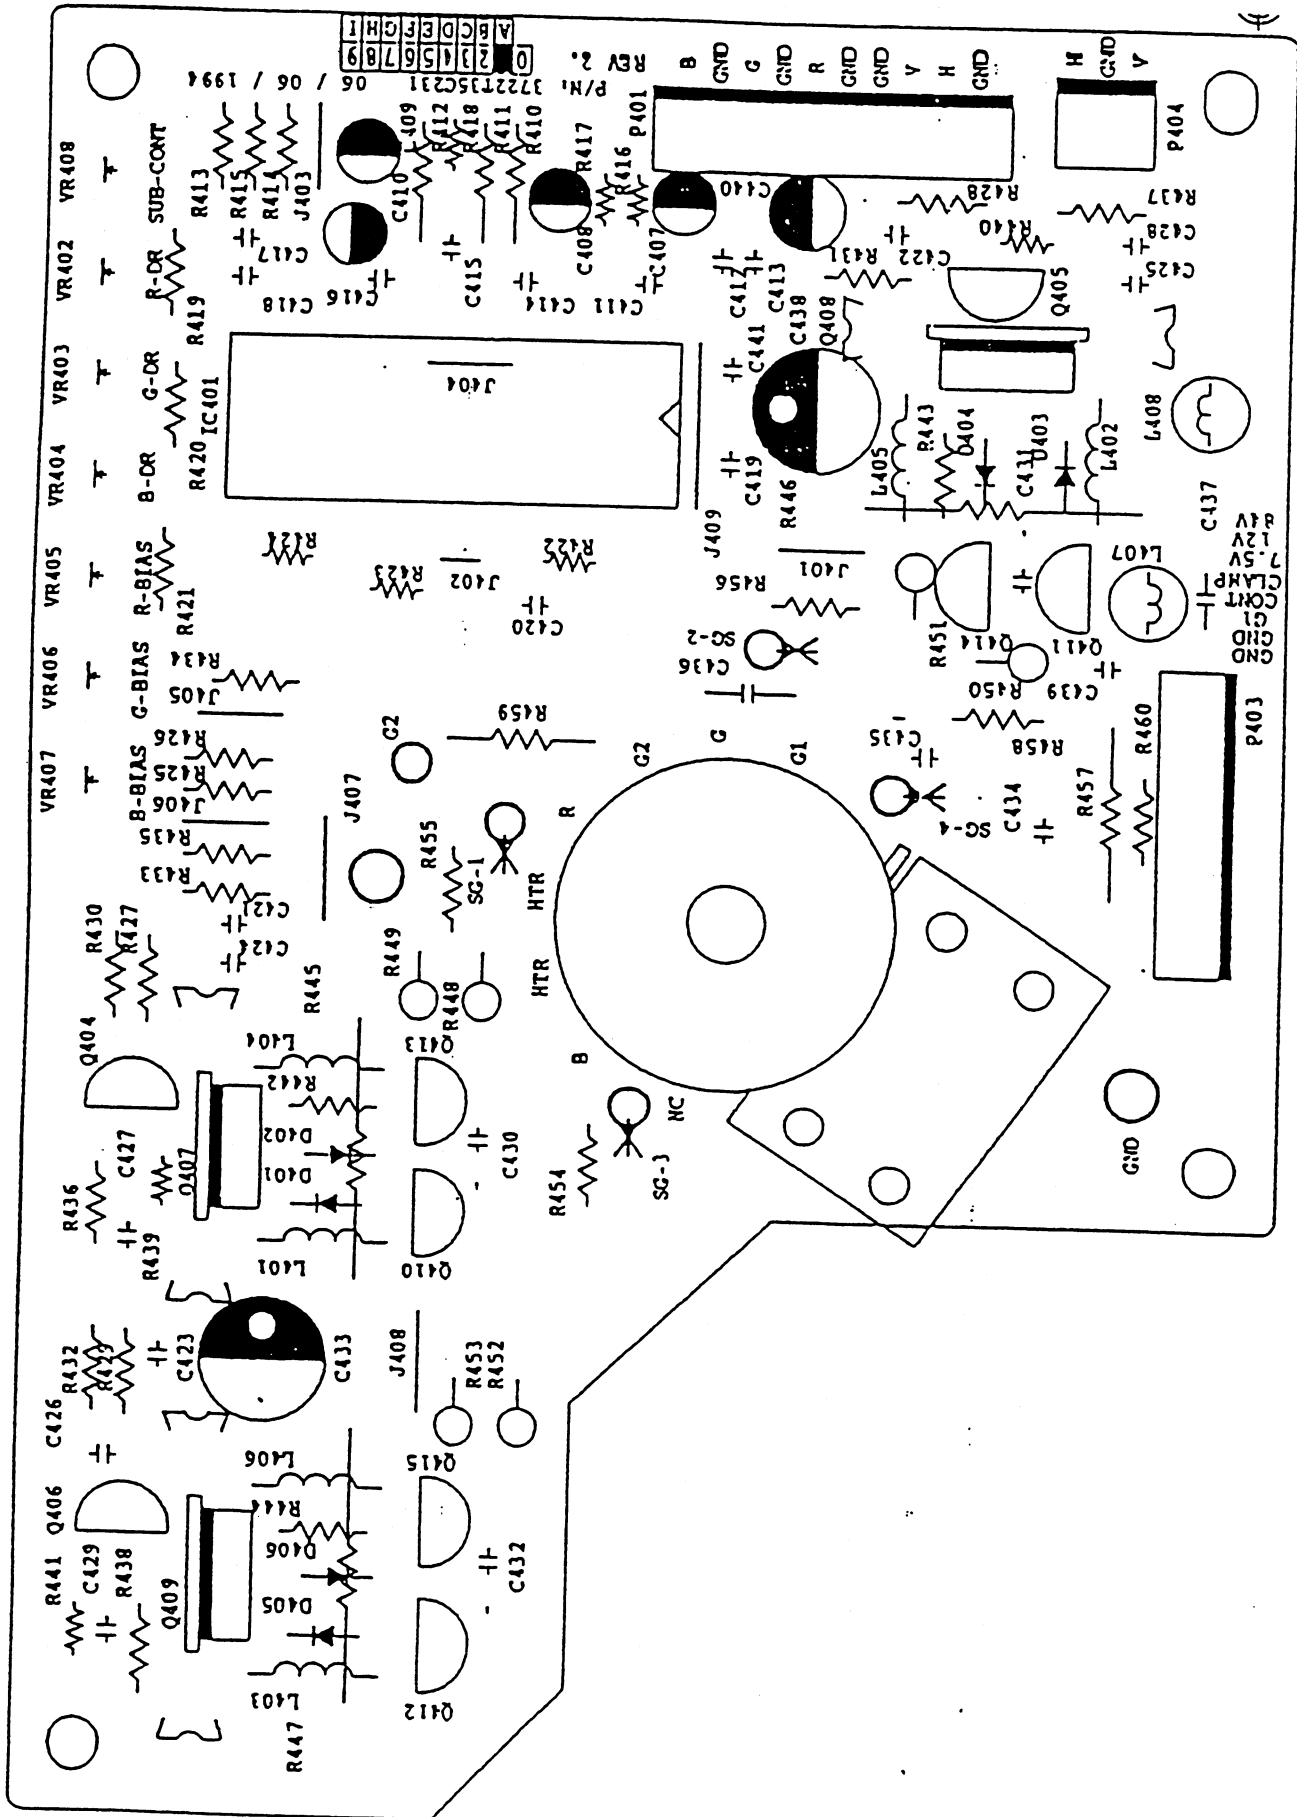 A B C D E F G H I
0 2 3 4 5 6 7 8 9
P/N: 3722T35C231
06 / 06 / 1994
REV 2.
B
GND
G
GND
R
GND
GND
V
H
GND
H
GND
V
P401
P404
VR408
SUB-CONT
R413
R415
R414
J403
C410
J409
R412
R418
R411
R410
C408
R417
R416
C407
C440
R428
R440
R437
C428
C425
VR402
R-DR
R419
C417
C418
C416
C415
C414
C411
C412
C413
R431
C422
Q405
VR403
G-DR
R420
IC401
J404
C441
C438
Q408
VR404
B-DR
C419
R446
L405
R443
D404
C431
D403
L402
L408
C437
84V
12V
7.5V
CLAMP
CONT
G1
GND
GND
VR405
R-BIAS
R421
R424
R423
J402
C420
R422
J409
R456
J401
R451
Q414
Q411
L407
VR406
G-BIAS
R434
J405
SG-2
C436
R450
C439
VR407
B-BIAS
R426
R425
J406
R435
R433
J407
G2
R459
G2
G
G1
C435
R458
R460
P403
R455
SG-1
R
HTR
HTR
B
NC
SG-4
C434
R457
R430
R427
C421
C424
R445
R449
R448
Q404
L404
R442
D402
D401
Q413
C430
R454
SG-3
GND
R436
C427
Q407
R439
L401
Q410
R432
R429
C423
C433
J408
R453
R452
C426
Q406
L406
R444
D406
D405
Q415
C432
R441
C429
R438
Q409
L403
R447
Q412